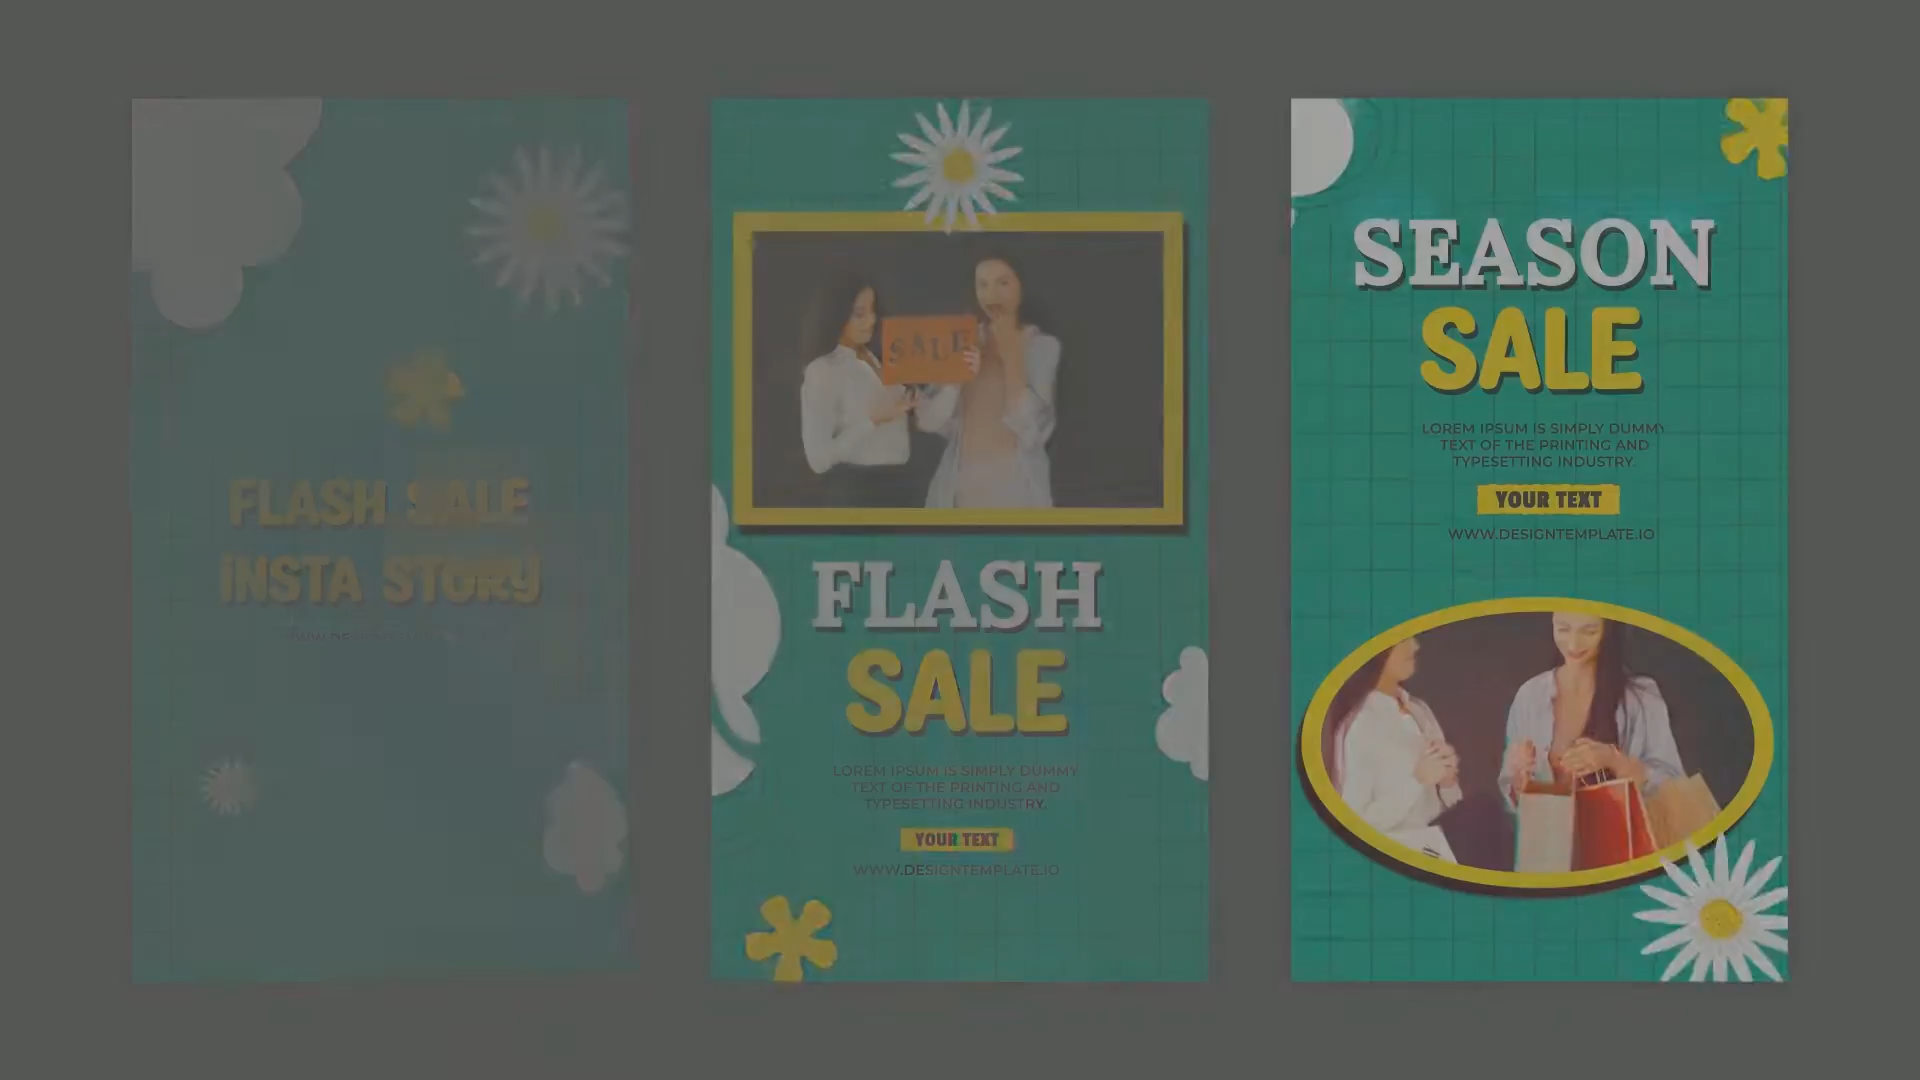 FLASH SALE
INSTA STORY
SALE
FLASH
SALE
LOREM IPSUM IS SIMPLY DUMMY
TEXT OF THE PRINTING AND
TYPESETTING INDUSTRY.
YOUR TEXT
WWW.DESIGNTEMPLATE.IO
SEASON
SALE
LOREM IPSUM IS SIMPLY DUMMY
TEXT OF THE PRINTING AND
TYPESETTING INDUSTRY.
YOUR TEXT
WWW.DESIGNTEMPLATE.IO